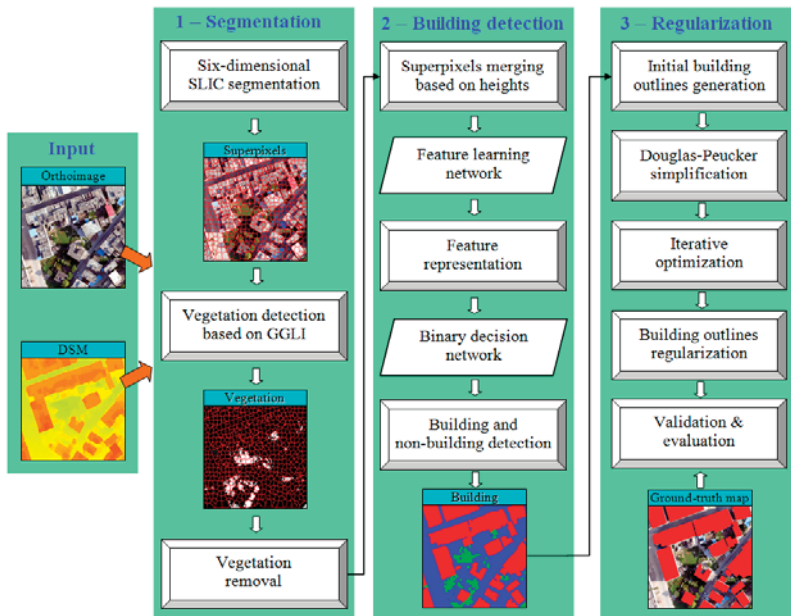 Input
Orthoimage
DSM
1 – Segmentation
Six-dimensional
SLIC segmentation
Superpixels
Vegetation detection
based on GGLI
Vegetation
Vegetation
removal
2 – Building detection
Superpixels merging
based on heights
Feature learning
network
Feature
representation
Binary decision
network
Building and
non-building detection
Building
3 – Regularization
Initial building
outlines generation
Douglas-Peucker
simplification
Iterative
optimization
Building outlines
regularization
Validation &
evaluation
Ground-truth map